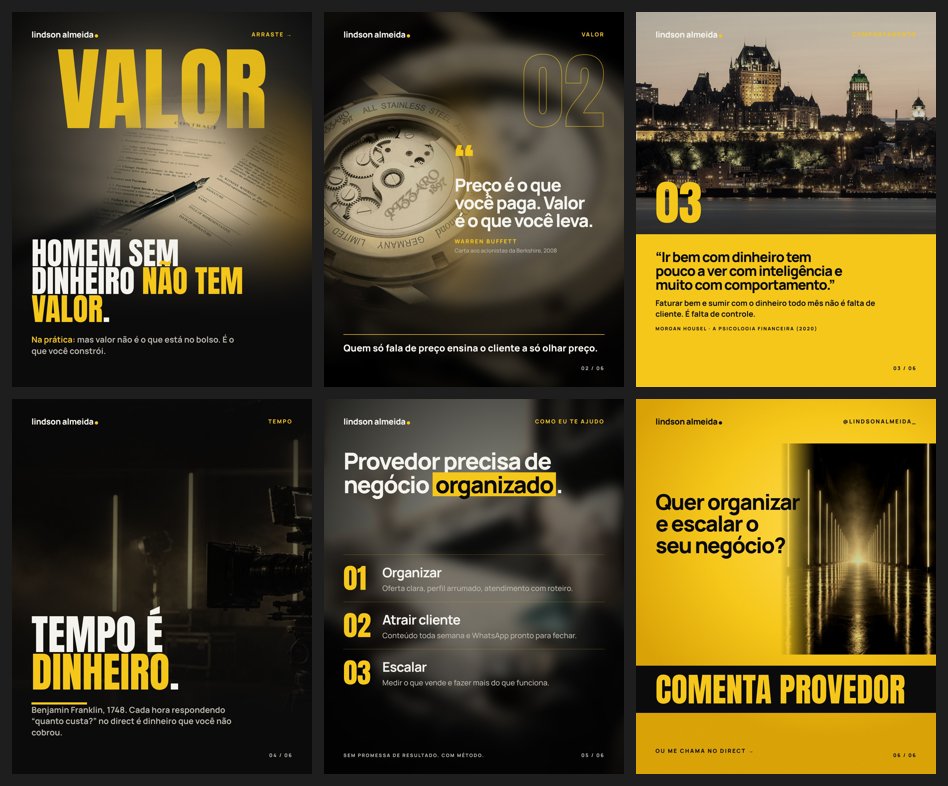 lindson almeida.
ARRASTE →
VALOR
CONTRACT
HOMEM SEM
DINHEIRO NÃO TEM
VALOR.
Na prática: mas valor não é o que está no bolso. É o
que você constrói.
lindson almeida.
VALOR
02
ALL STAINLESS STEEL
GERMANY
LIMITED
“
Preço é o que
você paga. Valor
é o que você leva.
WARREN BUFFETT
Carta aos acionistas da Berkshire, 2008
Quem só fala de preço ensina o cliente a só olhar preço.
02 / 06
lindson almeida.
COMPORTAMENTO
03
“Ir bem com dinheiro tem
pouco a ver com inteligência e
muito com comportamento.”
Faturar bem e sumir com o dinheiro todo mês não é falta de
cliente. É falta de controle.
MORGAN HOUSEL · A PSICOLOGIA FINANCEIRA (2020)
03 / 06
lindson almeida.
TEMPO
TEMPO É
DINHEIRO.
Benjamin Franklin, 1748. Cada hora respondendo
“quanto custa?” no direct é dinheiro que você não
cobrou.
04 / 06
lindson almeida.
COMO EU TE AJUDO
Provedor precisa de
negócio organizado.
01 Organizar
Oferta clara, perfil arrumado, atendimento com roteiro.
02 Atrair cliente
Conteúdo toda semana e WhatsApp pronto para fechar.
03 Escalar
Medir o que vende e fazer mais do que funciona.
SEM PROMESSA DE RESULTADO. COM MÉTODO.
05 / 06
lindson almeida.
@LINDSONALMEIDA_
Quer organizar
e escalar o
seu negócio?
COMENTA PROVEDOR
OU ME CHAMA NO DIRECT →
06 / 06